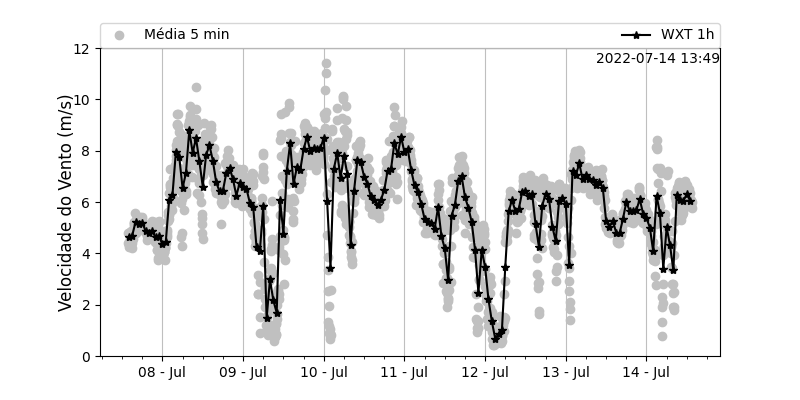 Média 5 min
WXT 1h
2022-07-14 13:49
Velocidade do Vento (m/s)
12
10
8
6
4
2
0
08 - Jul
09 - Jul
10 - Jul
11 - Jul
12 - Jul
13 - Jul
14 - Jul